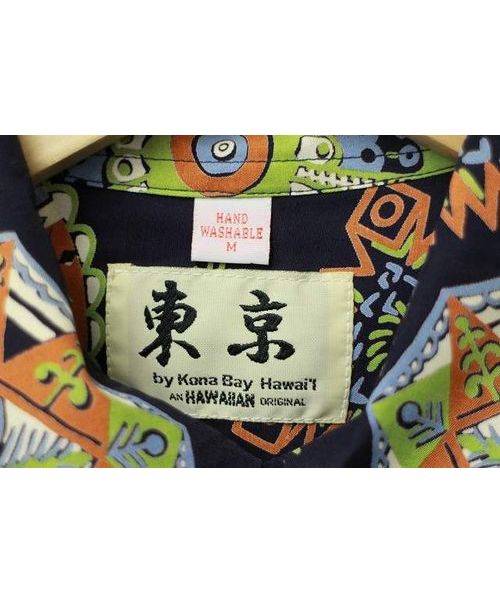 HAND
WASHABLE
M
東京
by Kona Bay Hawai'i
AN HAWAIIAN ORIGINAL